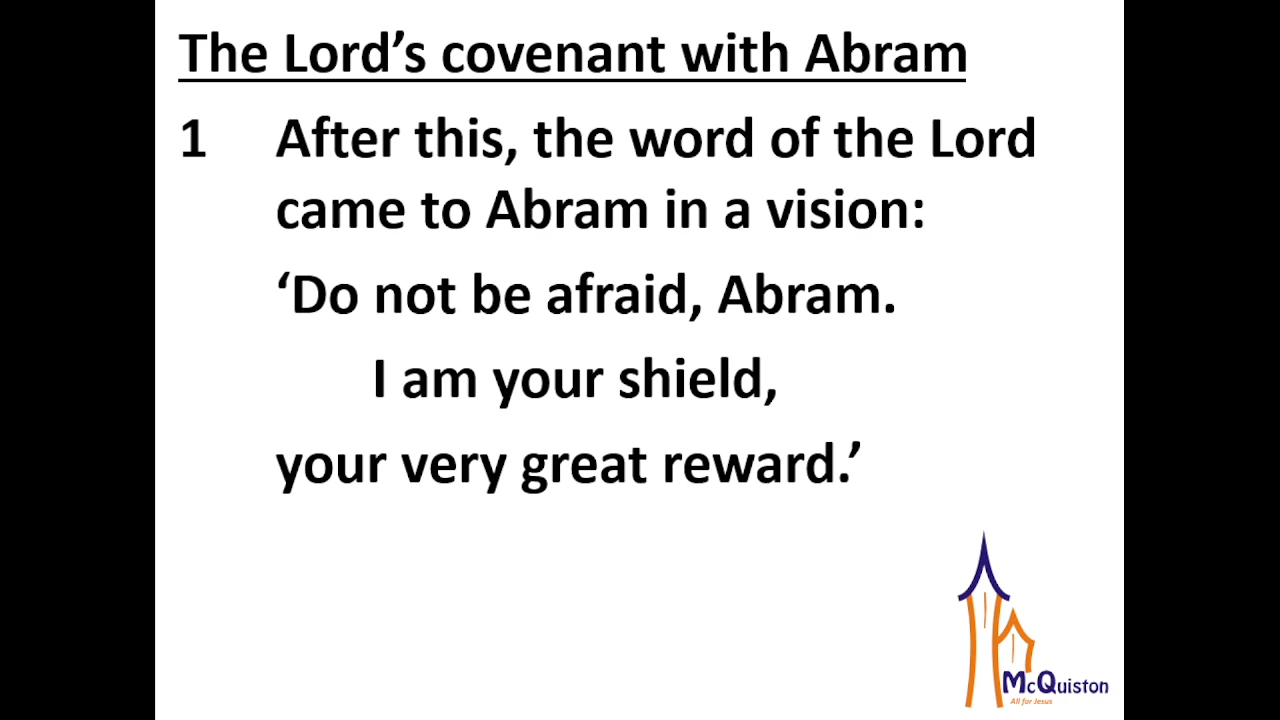 The Lord’s covenant with Abram
1 After this, the word of the Lord
came to Abram in a vision:
‘Do not be afraid, Abram.
I am your shield,
your very great reward.’
McQuiston
All for Jesus